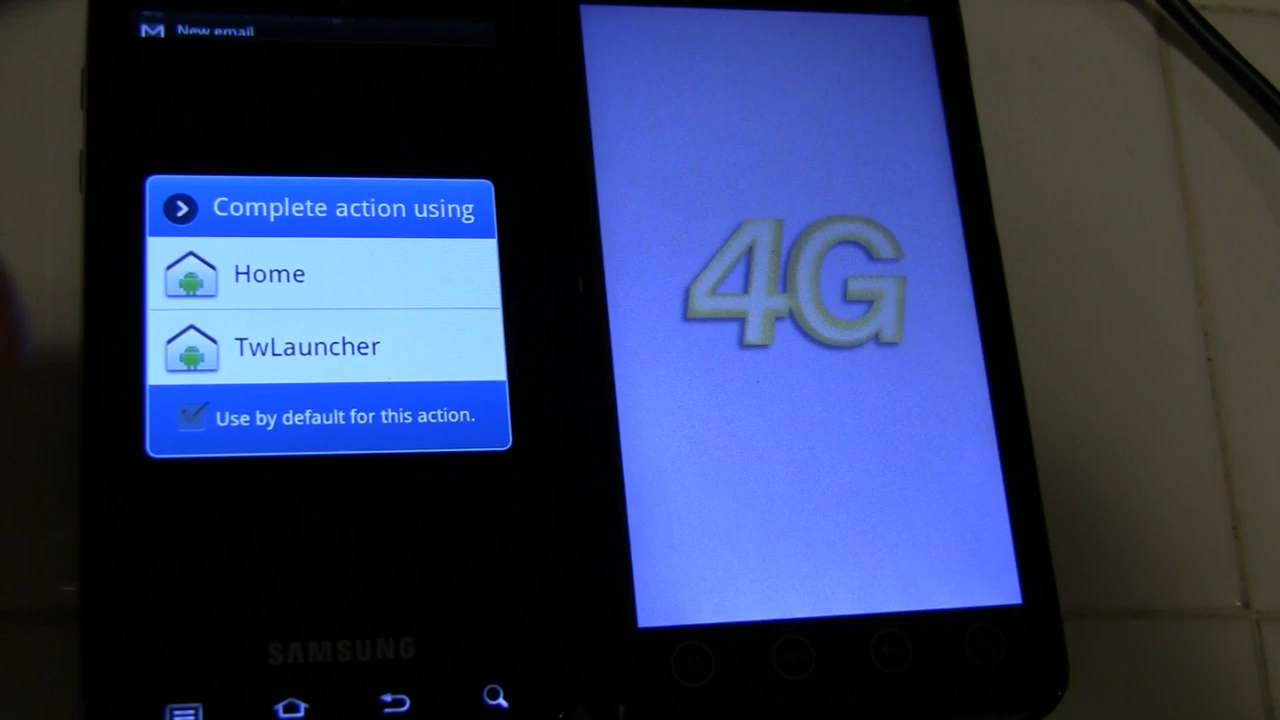 New email
Complete action using
Home
TwLauncher
Use by default for this action.
SAMSUNG
4G